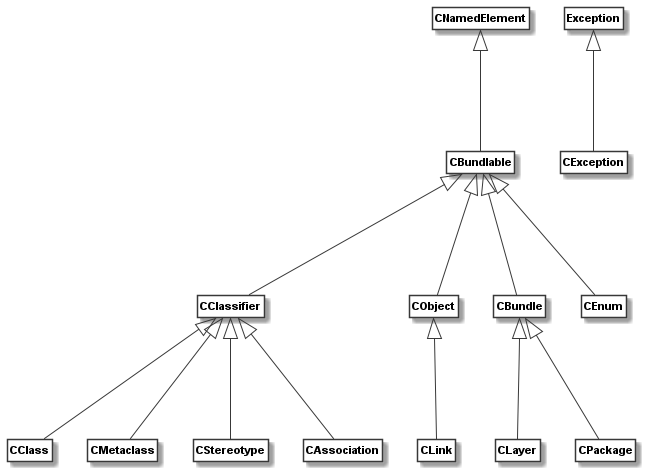 CNamedElement
Exception
CBundlable
CException
CClassifier
CObject
CBundle
CEnum
CClass
CMetaclass
CStereotype
CAssociation
CLink
CLayer
CPackage